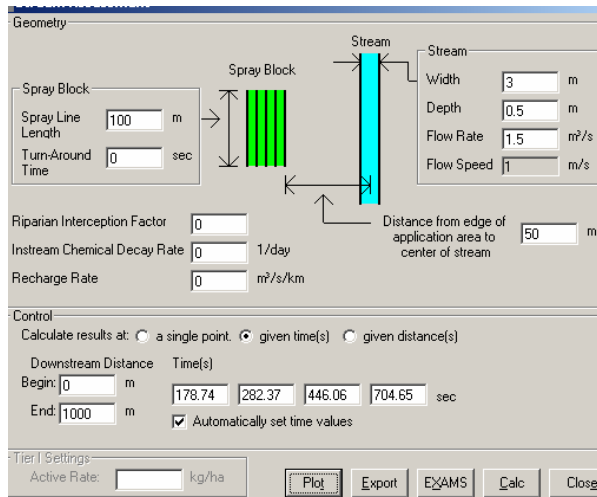 Stream Assessment
Geometry
Stream
Spray Block
Spray Block
Spray Line Length
100
m
Turn-Around Time
0
sec
Stream
Width
3
m
Depth
0.5
m
Flow Rate
1.5
m³/s
Flow Speed
1
m/s
Riparian Interception Factor
0
Instream Chemical Decay Rate
0
1/day
Recharge Rate
0
m³/s/km
Distance from edge of
application area to
center of stream
50
m
Control
Calculate results at: a single point. given time(s) given distance(s)
Downstream Distance
Begin: 0 m
End: 1000 m
Time(s)
178.74 282.37 446.06 704.65 sec
Automatically set time values
Tier I Settings
Active Rate: kg/ha
Plot Export EXAMS Calc Close